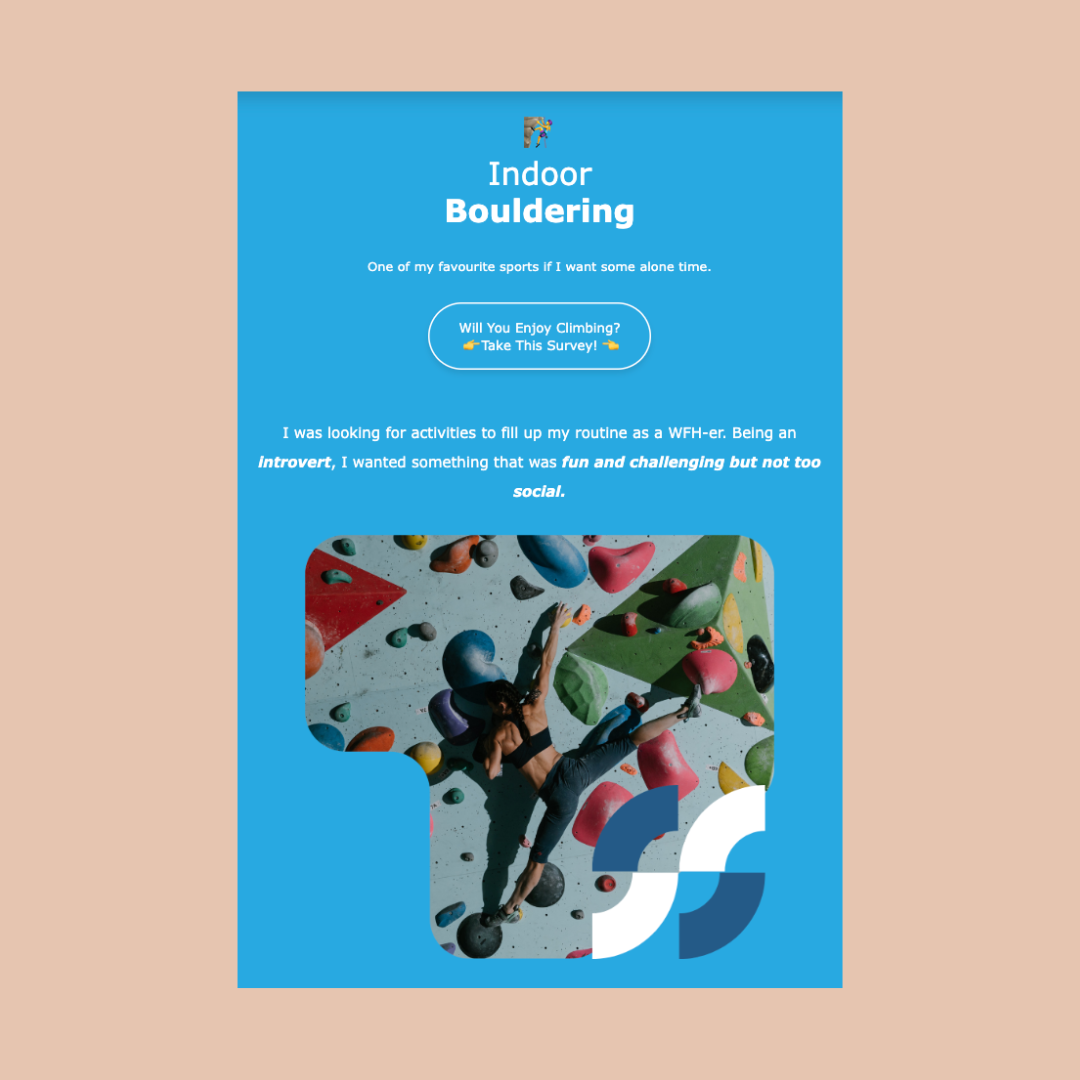 Indoor
Bouldering
One of my favourite sports if I want some alone time.
Will You Enjoy Climbing?
👉Take This Survey! 👈
I was looking for activities to fill up my routine as a WFH-er. Being an
introvert, I wanted something that was fun and challenging but not too
social.